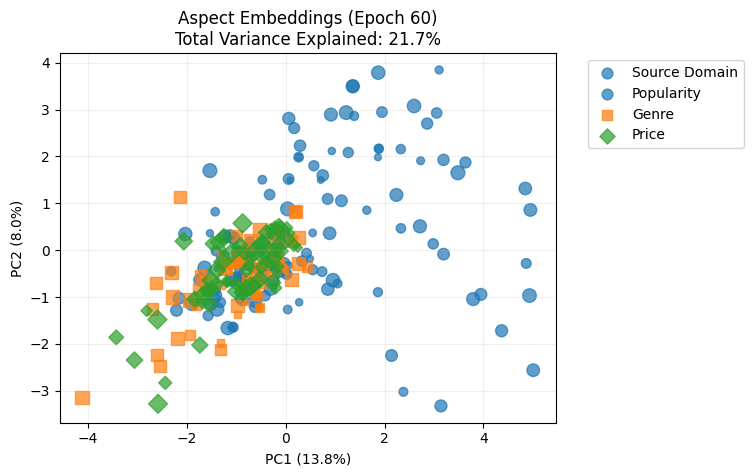 Aspect Embeddings (Epoch 60)
Total Variance Explained: 21.7%
Source Domain
Popularity
Genre
Price
4
3
2
1
0
−1
−2
−3
PC2 (8.0%)
−4 −2 0 2 4
PC1 (13.8%)